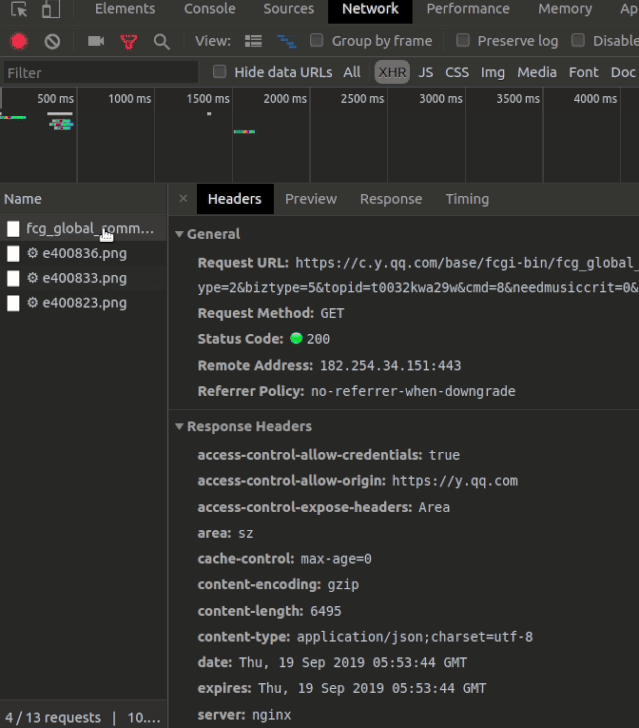 Elements Console Sources Network Performance Memory Ap
View: Group by frame Preserve log Disable
Filter Hide data URLs All XHR JS CSS Img Media Font Doc
500 ms 1000 ms 1500 ms 2000 ms 2500 ms 3000 ms 3500 ms 4000 ms
Name
fcg_global_comm...
e400836.png
e400833.png
e400823.png
4 / 13 requests | 10....
× Headers Preview Response Timing
General
Request URL: https://c.y.qq.com/base/fcgi-bin/fcg_global_
ype=2&biztype=5&topid=t0032kwa29w&cmd=8&needmusiccrit=0&
Request Method: GET
Status Code: 200
Remote Address: 182.254.34.151:443
Referrer Policy: no-referrer-when-downgrade
Response Headers
access-control-allow-credentials: true
access-control-allow-origin: https://y.qq.com
access-control-expose-headers: Area
area: sz
cache-control: max-age=0
content-encoding: gzip
content-length: 6495
content-type: application/json;charset=utf-8
date: Thu, 19 Sep 2019 05:53:44 GMT
expires: Thu, 19 Sep 2019 05:53:44 GMT
server: nginx